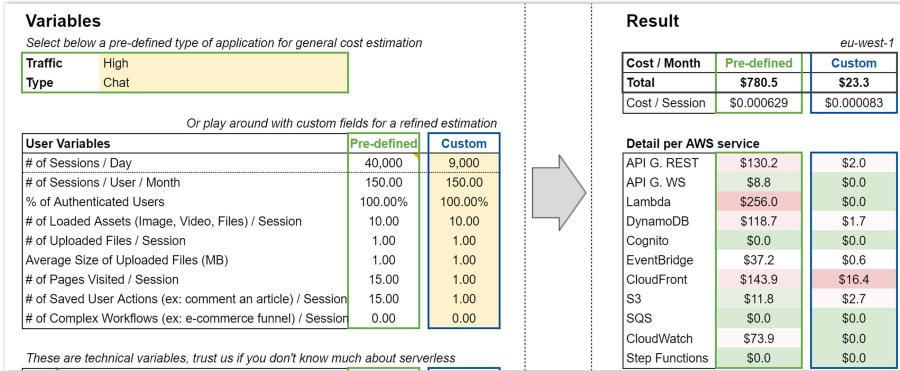 Variables
Select below a pre-defined type of application for general cost estimation
Traffic High
Type Chat
Or play around with custom fields for a refined estimation
User Variables Pre-defined Custom
# of Sessions / Day 40,000 9,000
# of Sessions / User / Month 150.00 150.00
% of Authenticated Users 100.00% 100.00%
# of Loaded Assets (Image, Video, Files) / Session 10.00 10.00
# of Uploaded Files / Session 1.00 1.00
Average Size of Uploaded Files (MB) 1.00 1.00
# of Pages Visited / Session 15.00 1.00
# of Saved User Actions (ex: comment an article) / Session 15.00 1.00
# of Complex Workflows (ex: e-commerce funnel) / Session 0.00 0.00
These are technical variables, trust us if you don't know much about serverless
Result
eu-west-1
Cost / Month Pre-defined Custom
Total $780.5 $23.3
Cost / Session $0.000629 $0.000083
Detail per AWS service
API G. REST $130.2 $2.0
API G. WS $8.8 $0.0
Lambda $256.0 $0.0
DynamoDB $118.7 $1.7
Cognito $0.0 $0.0
EventBridge $37.2 $0.6
CloudFront $143.9 $16.4
S3 $11.8 $2.7
SQS $0.0 $0.0
CloudWatch $73.9 $0.0
Step Functions $0.0 $0.0